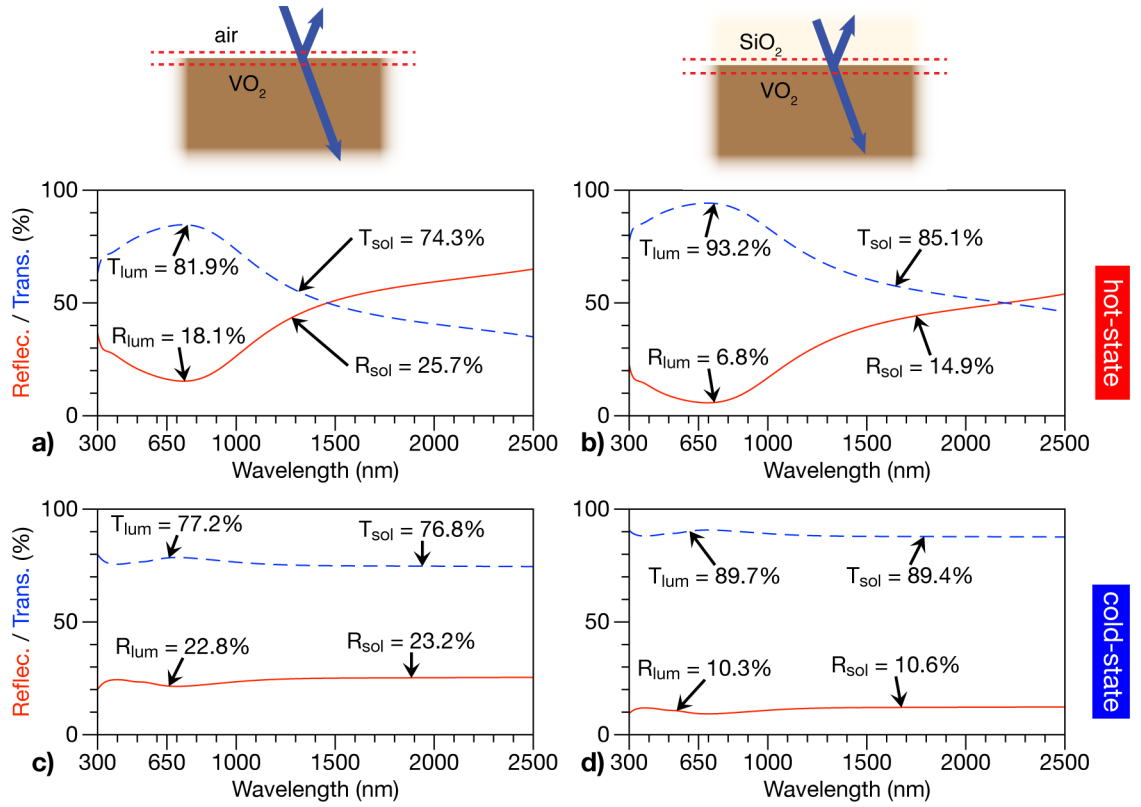 air
VO2
SiO2
VO2
Reflec. / Trans. (%)
100
50
0
Tlum = 81.9%
Tsol = 74.3%
Rlum = 18.1%
Rsol = 25.7%
300 650 1000 1500 2000 2500
a) Wavelength (nm)
100
50
0
Tlum = 93.2%
Tsol = 85.1%
Rlum = 6.8%
Rsol = 14.9%
300 650 1000 1500 2000 2500
b) Wavelength (nm)
hot-state
Reflec. / Trans. (%)
100
50
0
Tlum = 77.2%
Tsol = 76.8%
Rlum = 22.8%
Rsol = 23.2%
300 650 1000 1500 2000 2500
c) Wavelength (nm)
100
50
0
Tlum = 89.7%
Tsol = 89.4%
Rlum = 10.3%
Rsol = 10.6%
300 650 1000 1500 2000 2500
d) Wavelength (nm)
cold-state